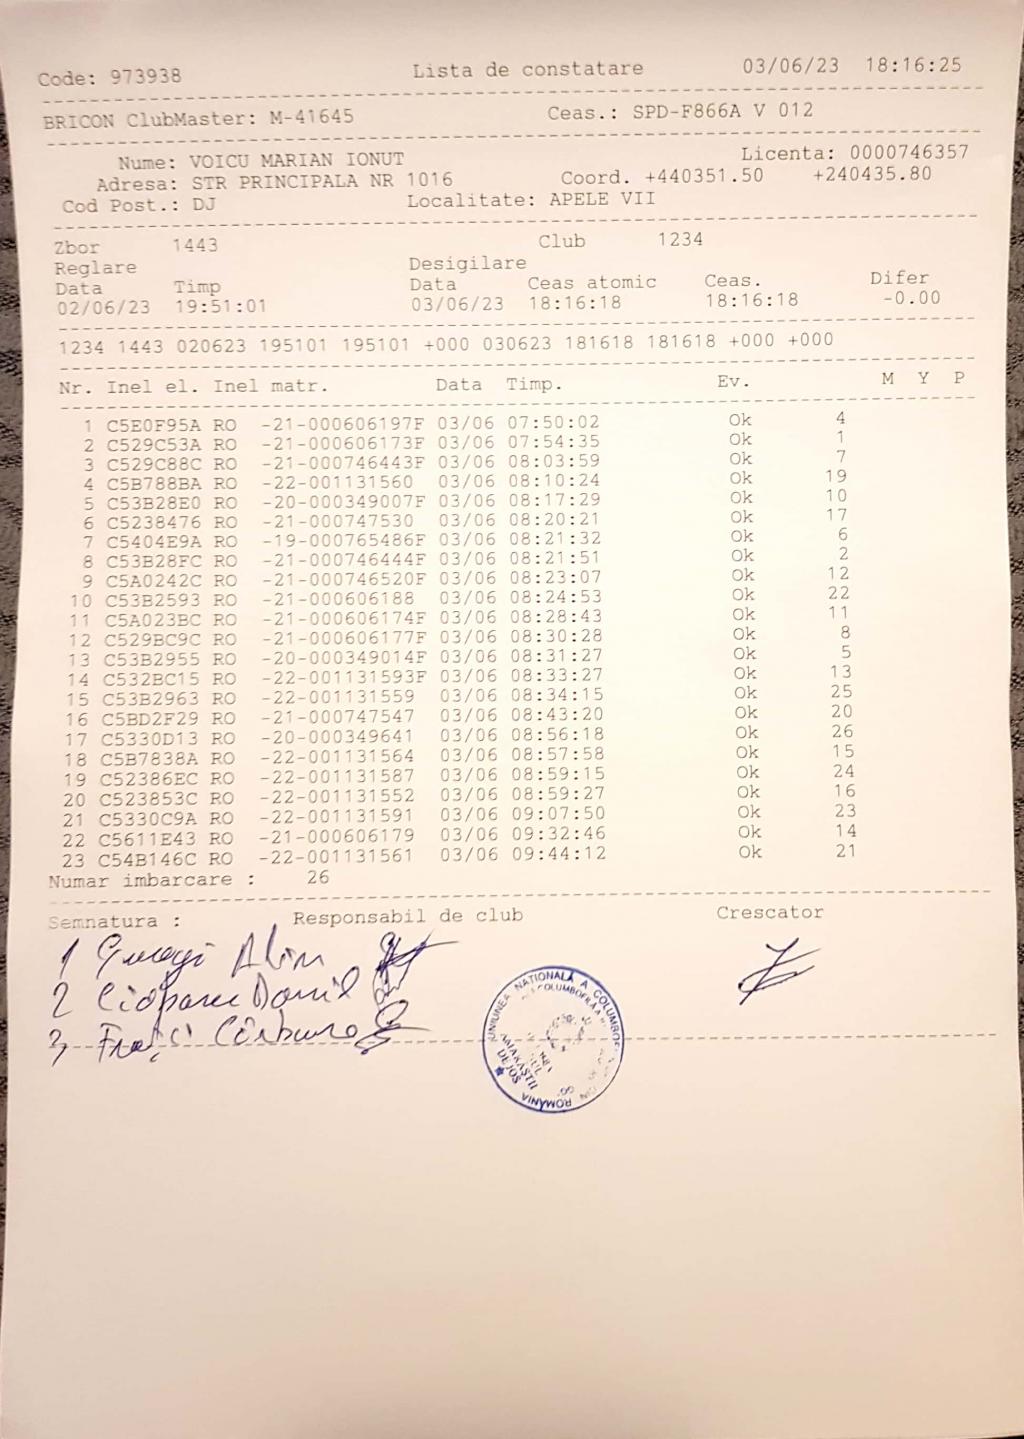 Code: 973938 Lista de constatare 03/06/23 18:16:25
BRICON ClubMaster: M-41645 Ceas.: SPD-F866A V 012
Nume: VOICU MARIAN IONUT Licenta: 0000746357
Adresa: STR PRINCIPALA NR 1016 Coord. +440351.50 +240435.80
Cod Post.: DJ Localitate: APELE VII
Zbor 1443 Club 1234
Reglare Desigilare
Data Timp Data Ceas atomic Ceas. Difer
02/06/23 19:51:01 03/06/23 18:16:18 18:16:18 -0.00
1234 1443 020623 195101 195101 +000 030623 181618 181618 +000 +000
Nr. Inel el. Inel matr. Data Timp. Ev. M Y P
1 C5E0F95A RO -21-000606197F 03/06 07:50:02 Ok 4
2 C529C53A RO -21-000606173F 03/06 07:54:35 Ok 1
3 C529C88C RO -21-000746443F 03/06 08:03:59 Ok 7
4 C5B788BA RO -22-001131560 03/06 08:10:24 Ok 19
5 C53B28E0 RO -20-000349007F 03/06 08:17:29 Ok 10
6 C5238476 RO -21-000747530 03/06 08:20:21 Ok 17
7 C5404E9A RO -19-000765486F 03/06 08:21:32 Ok 6
8 C53B28FC RO -21-000746444F 03/06 08:21:51 Ok 2
9 C5A0242C RO -21-000746520F 03/06 08:23:07 Ok 12
10 C53B2593 RO -21-000606188 03/06 08:24:53 Ok 22
11 C5A023BC RO -21-000606174F 03/06 08:28:43 Ok 11
12 C529BC9C RO -21-000606177F 03/06 08:30:28 Ok 8
13 C53B2955 RO -20-000349014F 03/06 08:31:27 Ok 5
14 C532BC15 RO -22-001131593F 03/06 08:33:27 Ok 13
15 C53B2963 RO -22-001131559 03/06 08:34:15 Ok 25
16 C5BD2F29 RO -21-000747547 03/06 08:43:20 Ok 20
17 C5330D13 RO -20-000349641 03/06 08:56:18 Ok 26
18 C5B7838A RO -22-001131564 03/06 08:57:58 Ok 15
19 C52386EC RO -22-001131587 03/06 08:59:15 Ok 24
20 C523853C RO -22-001131552 03/06 08:59:27 Ok 16
21 C5330C9A RO -22-001131591 03/06 09:07:50 Ok 23
22 C5611E43 RO -21-000606179 03/06 09:32:46 Ok 14
23 C54B146C RO -22-001131561 03/06 09:44:12 Ok 21
Numar imbarcare : 26
Semnatura : Responsabil de club Crescator
1 Alin
2
3
UNIUNEA NATIONALĂ A
ROMÂNIA